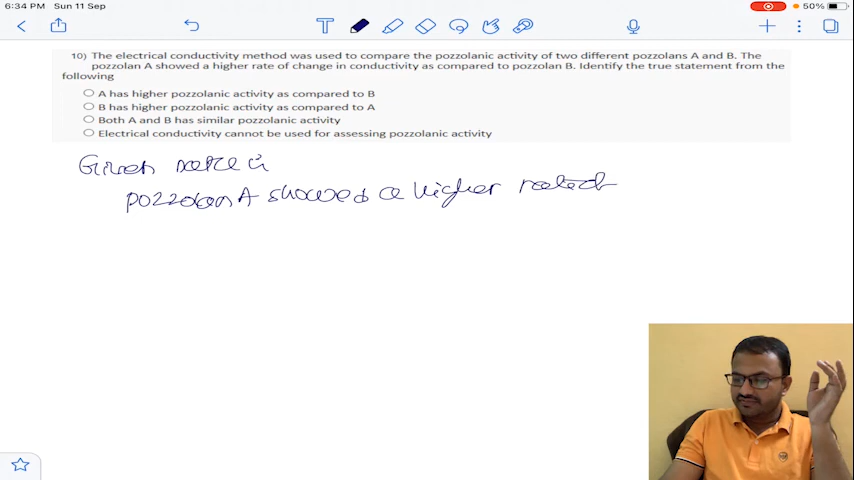 6:34 PM Sun 11 Sep
50%
10) The electrical conductivity method was used to compare the pozzolanic activity of two different pozzolans A and B. The
pozzolan A showed a higher rate of change in conductivity as compared to pozzolan B. Identify the true statement from the
following
A has higher pozzolanic activity as compared to B
B has higher pozzolanic activity as compared to A
Both A and B has similar pozzolanic activity
Electrical conductivity cannot be used for assessing pozzolanic activity
Given
pozzolan A showed a higher